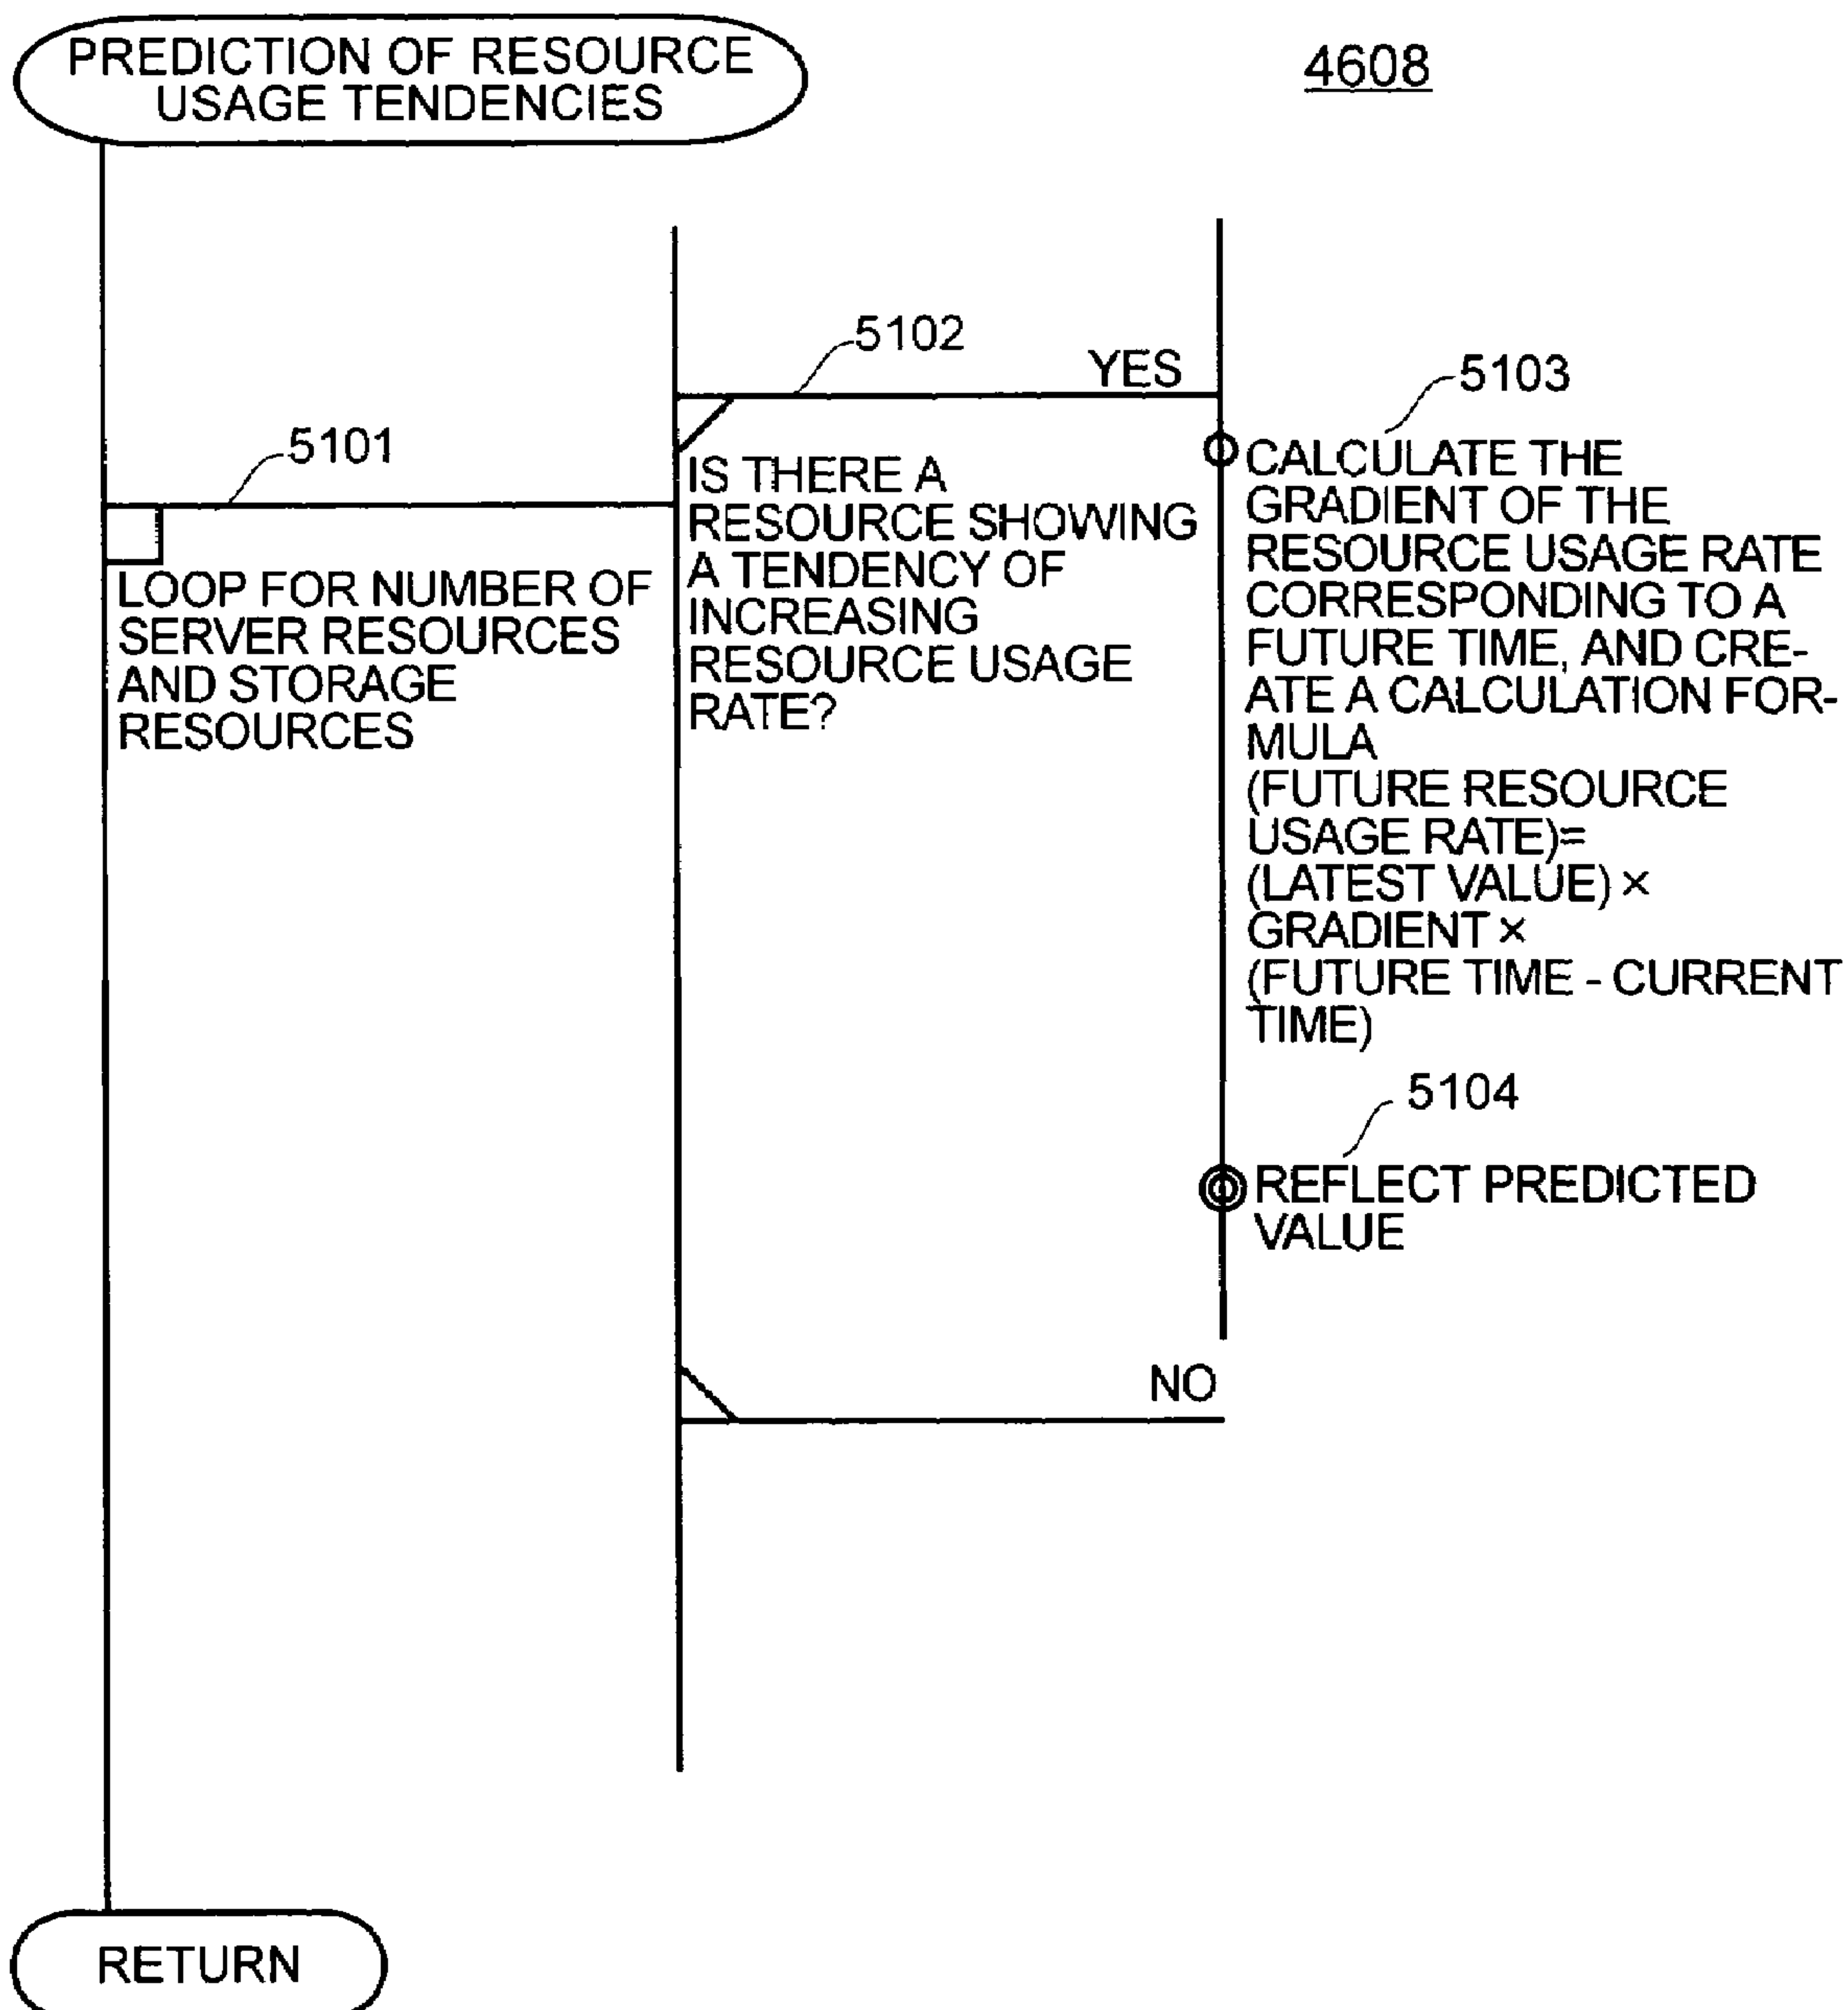 PREDICTION OF RESOURCE
USAGE TENDENCIES
4608
5102
YES
5103
5101
LOOP FOR NUMBER OF
SERVER RESOURCES
AND STORAGE
RESOURCES
IS THERE A
RESOURCE SHOWING
A TENDENCY OF
INCREASING
RESOURCE USAGE
RATE?
CALCULATE THE
GRADIENT OF THE
RESOURCE USAGE RATE
CORRESPONDING TO A
FUTURE TIME, AND CRE-
ATE A CALCULATION FOR-
MULA
(FUTURE RESOURCE
USAGE RATE)=
(LATEST VALUE) ×
GRADIENT ×
(FUTURE TIME - CURRENT
TIME)
5104
REFLECT PREDICTED
VALUE
NO
RETURN